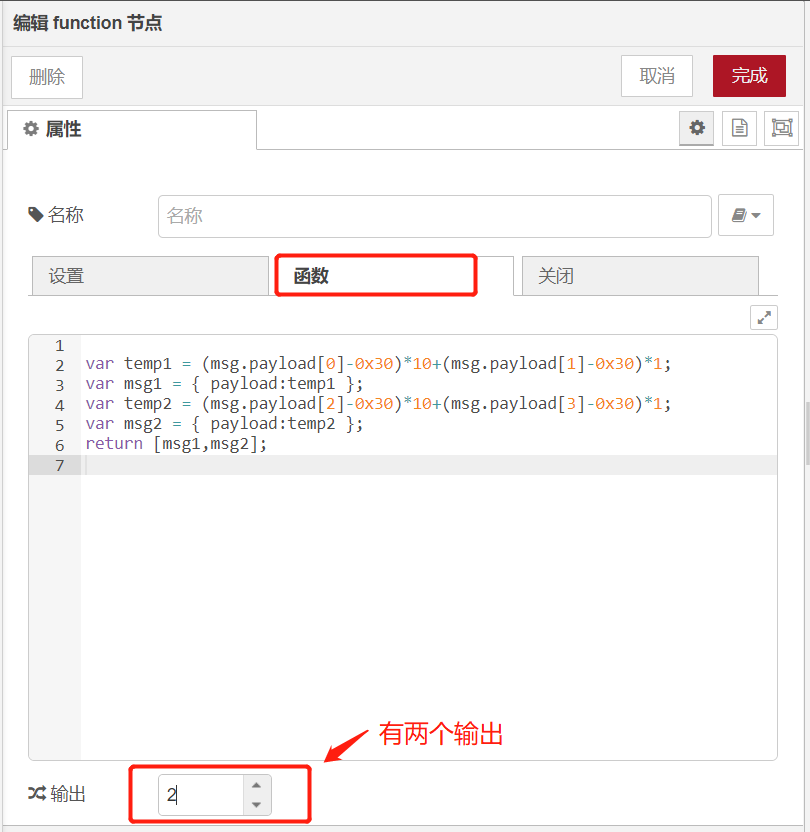 编辑 function 节点
删除
取消
完成
属性
名称
名称
设置
函数
关闭
1
2 var temp1 = (msg.payload[0]-0x30)*10+(msg.payload[1]-0x30)*1;
3 var msg1 = { payload:temp1 };
4 var temp2 = (msg.payload[2]-0x30)*10+(msg.payload[3]-0x30)*1;
5 var msg2 = { payload:temp2 };
6 return [msg1,msg2];
7
有两个输出
输出
2